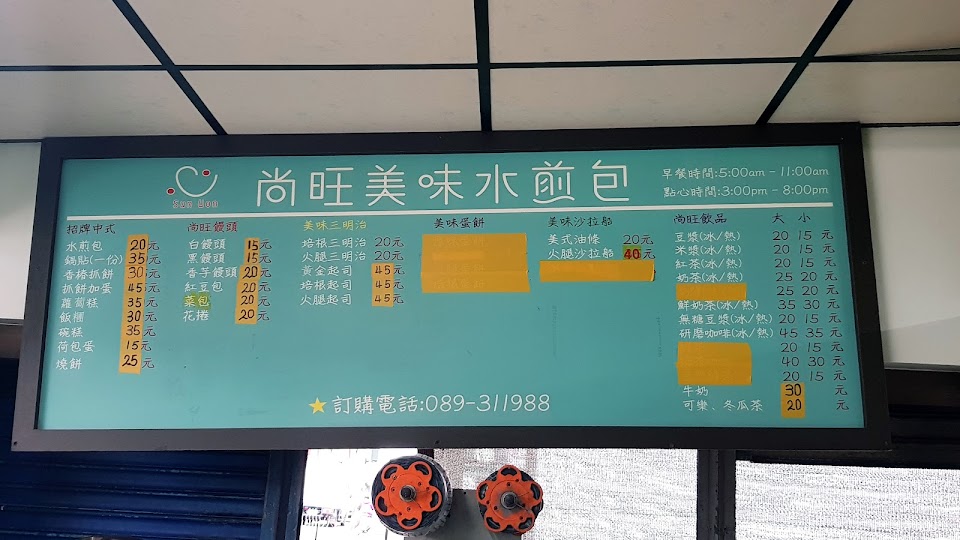 尚旺美味水煎包
早餐時間:5:00am - 11:00am
點心時間:3:00pm - 8:00pm
招牌中式
水煎包 20元
鍋貼(一份) 35元
香椿抓餅 30元
抓餅加蛋 45元
蘿蔔糕 35元
飯糰 30元
碗糕 35元
荷包蛋 15元
燒餅 25元
尚旺饅頭
白饅頭 15元
黑饅頭 15元
香芋饅頭 20元
紅豆包 20元
菜包 20元
花捲 20元
美味三明治
培根三明治 20元
火腿三明治 20元
黃金起司 45元
培根起司 45元
火腿起司 45元
美味蛋餅
美味沙拉船
美式油條 20元
火腿沙拉船 40元
尚旺飲品 大 小
豆漿(冰/熱) 20 15 元
米漿(冰/熱) 20 15 元
紅茶(冰/熱) 20 15 元
奶茶(冰/熱) 25 20 元
25 20 元
鮮奶茶(冰/熱) 35 30 元
無糖豆漿(冰/熱) 20 15 元
研磨咖啡(冰/熱) 45 35 元
20 15 元
40 30 元
20 15 元
牛奶 30 元
可樂、冬瓜茶 20 元
★訂購電話:089-311988